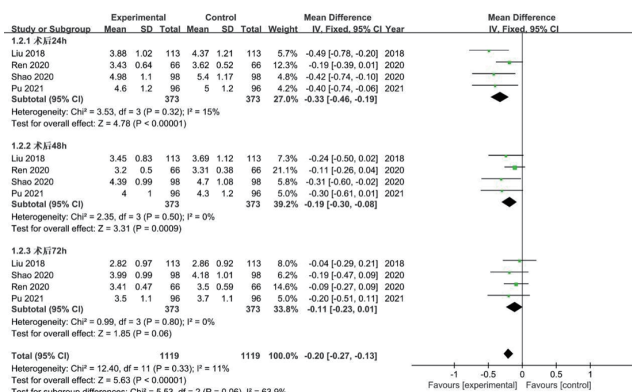 Experimental Control Mean Difference Mean Difference
Study or Subgroup Mean SD Total Mean SD Total Weight IV, Fixed, 95% CI Year IV, Fixed, 95% CI
1.2.1 术后24h
Liu 2018 3.88 1.02 113 4.37 1.21 113 5.7% -0.49 [-0.78, -0.20] 2018
Ren 2020 3.43 0.64 66 3.62 0.52 66 12.3% -0.19 [-0.39, 0.01] 2020
Shao 2020 4.98 1.1 98 5.4 1.17 98 4.8% -0.42 [-0.74, -0.10] 2020
Pu 2021 4.6 1.2 96 5 1.2 96 4.2% -0.40 [-0.74, -0.06] 2021
Subtotal (95% CI) 373 373 27.0% -0.33 [-0.46, -0.19]
Heterogeneity: Chi² = 3.53, df = 3 (P = 0.32); I² = 15%
Test for overall effect: Z = 4.78 (P < 0.00001)
1.2.2 术后48h
Liu 2018 3.45 0.83 113 3.69 1.12 113 7.3% -0.24 [-0.50, 0.02] 2018
Ren 2020 3.2 0.5 66 3.31 0.38 66 21.1% -0.11 [-0.26, 0.04] 2020
Shao 2020 4.39 0.99 98 4.7 1.08 98 5.8% -0.31 [-0.60, -0.02] 2020
Pu 2021 4 1 96 4.3 1.2 96 5.0% -0.30 [-0.61, 0.01] 2021
Subtotal (95% CI) 373 373 39.2% -0.19 [-0.30, -0.08]
Heterogeneity: Chi² = 2.35, df = 3 (P = 0.50); I² = 0%
Test for overall effect: Z = 3.31 (P = 0.0009)
1.2.3 术后72h
Liu 2018 2.82 0.97 113 2.86 0.92 113 8.0% -0.04 [-0.29, 0.21] 2018
Shao 2020 3.99 0.99 98 4.18 1.01 98 6.2% -0.19 [-0.47, 0.09] 2020
Ren 2020 3.41 0.47 66 3.5 0.59 66 14.6% -0.09 [-0.27, 0.09] 2020
Pu 2021 3.5 1.1 96 3.7 1.1 96 5.0% -0.20 [-0.51, 0.11] 2021
Subtotal (95% CI) 373 373 33.8% -0.11 [-0.23, 0.01]
Heterogeneity: Chi² = 0.99, df = 3 (P = 0.80); I² = 0%
Test for overall effect: Z = 1.85 (P = 0.06)
Total (95% CI) 1119 1119 100.0% -0.20 [-0.27, -0.13]
Heterogeneity: Chi² = 12.40, df = 11 (P = 0.33); I² = 11%
Test for overall effect: Z = 5.63 (P < 0.00001)
Test for subgroup differences: Chi² = 5.53, df = 2 (P = 0.06), I² = 63.9%
-1 -0.5 0 0.5 1
Favours [experimental] Favours [control]